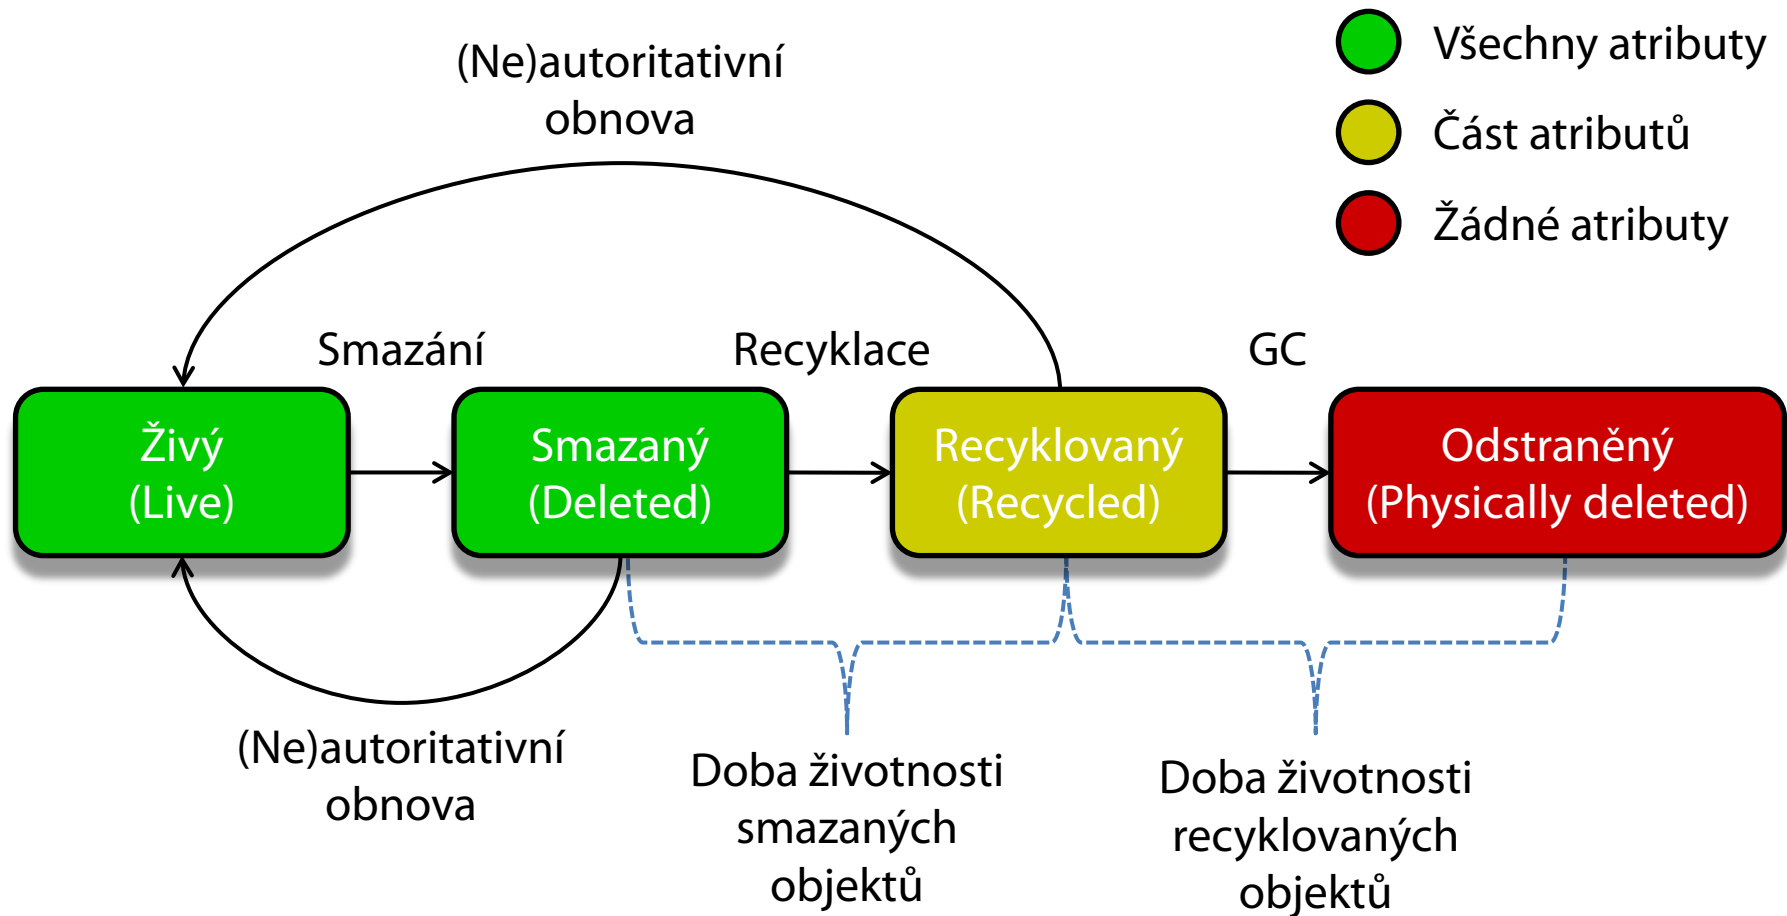 (Ne)autoritativní
obnova
Všechny atributy
Část atributů
Žádné atributy
Smazání
Recyklace
GC
Živý
(Live)
Smazaný
(Deleted)
Recyklovaný
(Recycled)
Odstraněný
(Physically deleted)
(Ne)autoritativní
obnova
Doba životnosti
smazaných
objektů
Doba životnosti
recyklovaných
objektů